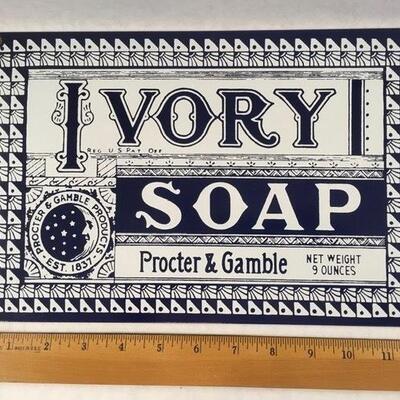 IVORY
REG. U.S. PAT. OFF.
SOAP
PROCTER & GAMBLE PRODUCT
EST. 1837
Procter & Gamble
NET WEIGHT
9 OUNCES
1 2 3 4 5 6 7 8 9 10 11